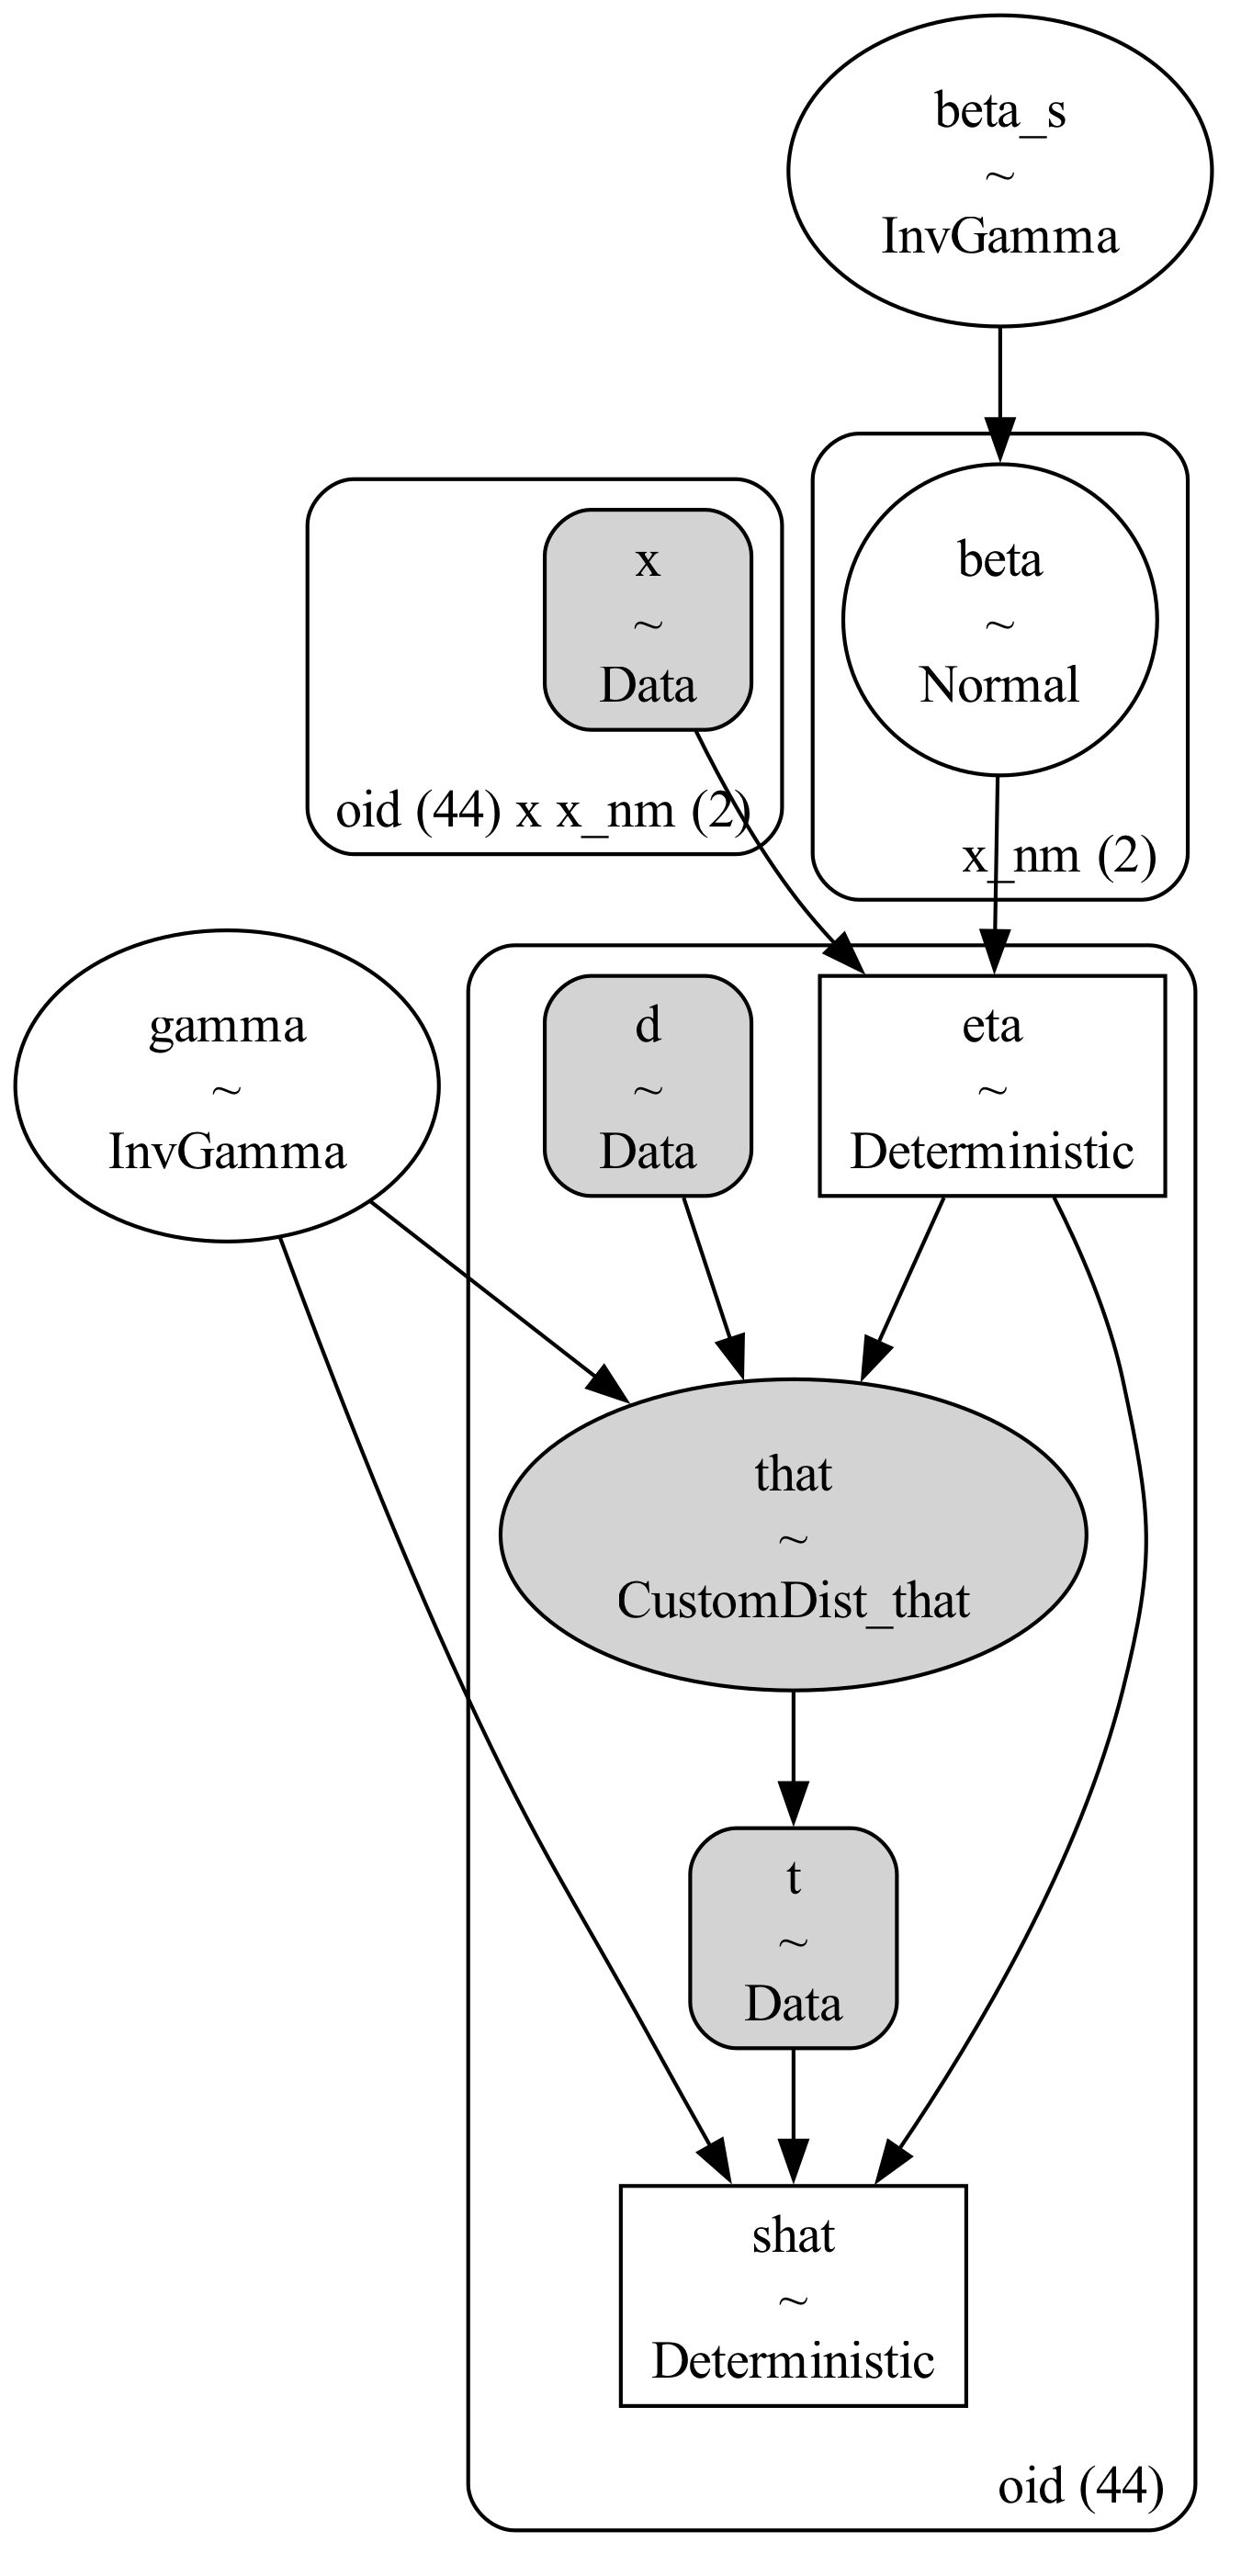 beta_s
~
InvGamma
x
~
Data
oid (44) x x_nm (2)
beta
~
Normal
x_nm (2)
gamma
~
InvGamma
d
~
Data
eta
~
Deterministic
that
~
CustomDist_that
t
~
Data
shat
~
Deterministic
oid (44)